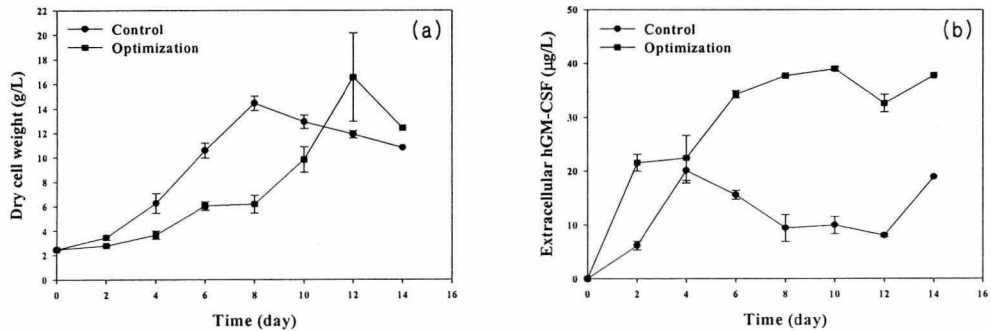 (a)
Control
Optimization
Dry cell weight (g/L)
22
20
18
16
14
12
10
8
6
4
2
0
0 2 4 6 8 10 12 14 16
Time (day)
(b)
Control
Optimization
Extracellular hGM-CSF (µg/L)
50
40
30
20
10
0
0 2 4 6 8 10 12 14 16
Time (day)